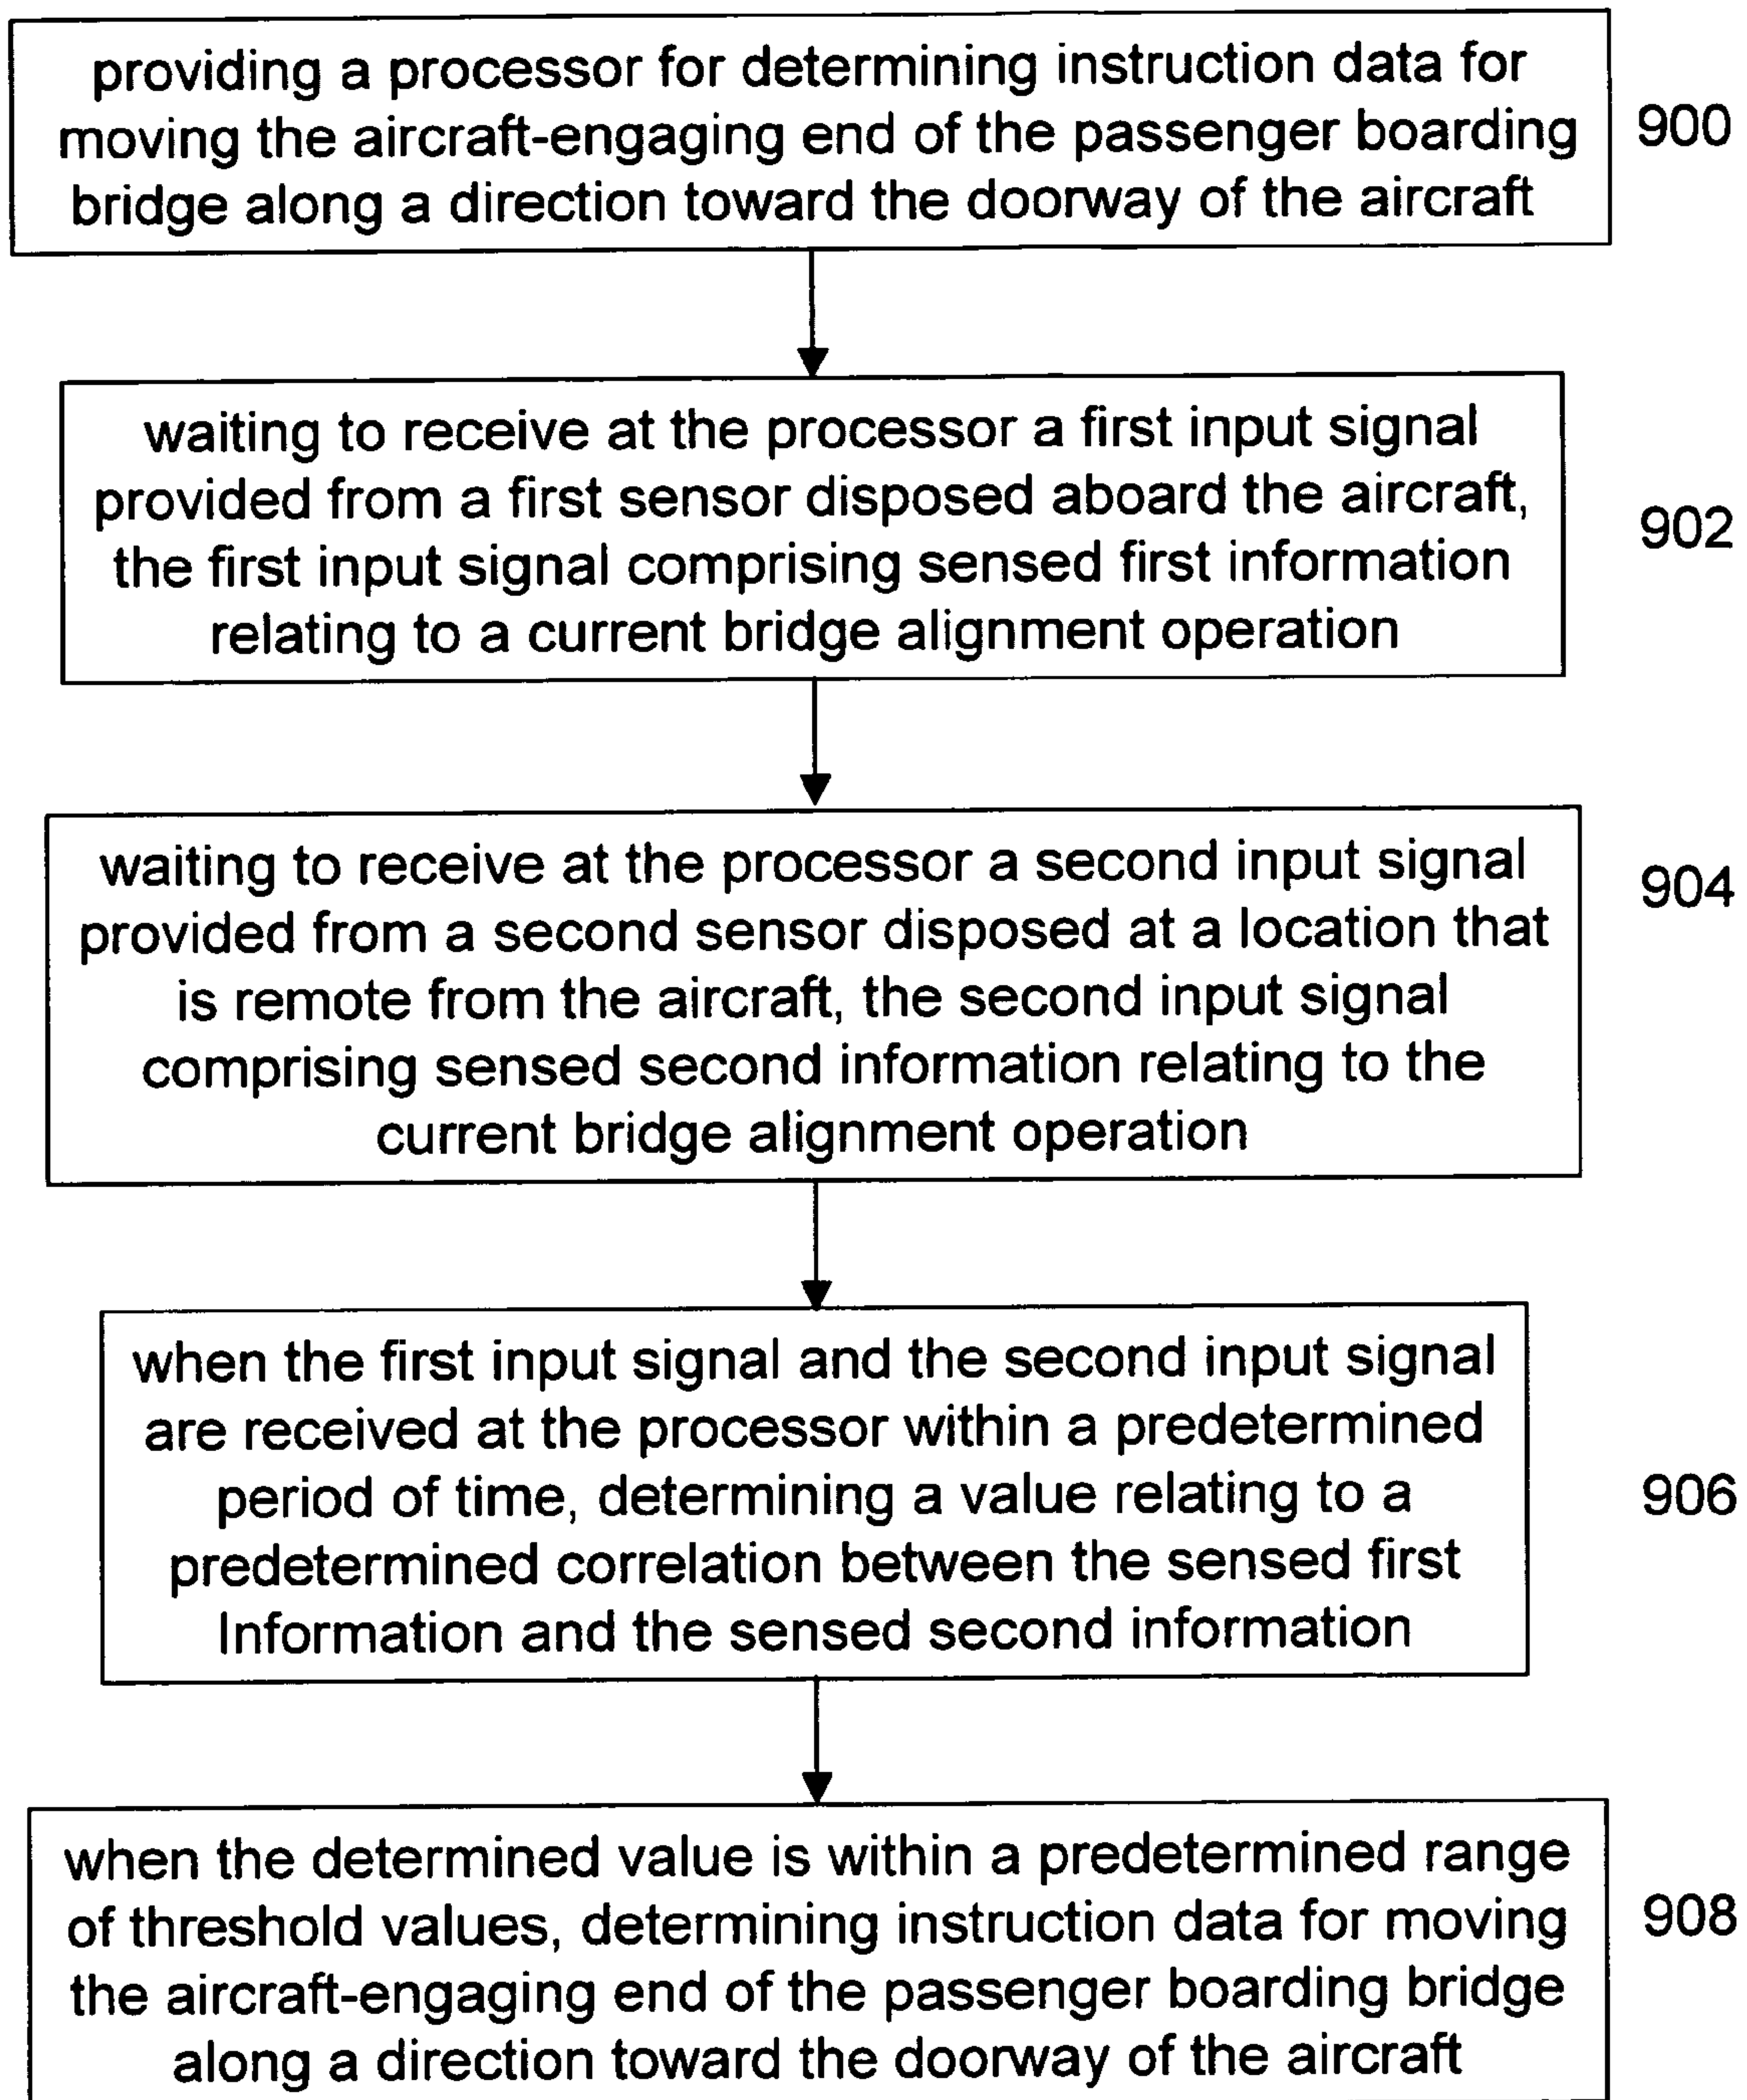 providing a processor for determining instruction data for
moving the aircraft-engaging end of the passenger boarding
bridge along a direction toward the doorway of the aircraft
900
waiting to receive at the processor a first input signal
provided from a first sensor disposed aboard the aircraft,
the first input signal comprising sensed first information
relating to a current bridge alignment operation
902
waiting to receive at the processor a second input signal
provided from a second sensor disposed at a location that
is remote from the aircraft, the second input signal
comprising sensed second information relating to the
current bridge alignment operation
904
when the first input signal and the second input signal
are received at the processor within a predetermined
period of time, determining a value relating to a
predetermined correlation between the sensed first
Information and the sensed second information
906
when the determined value is within a predetermined range
of threshold values, determining instruction data for moving
the aircraft-engaging end of the passenger boarding bridge
along a direction toward the doorway of the aircraft
908